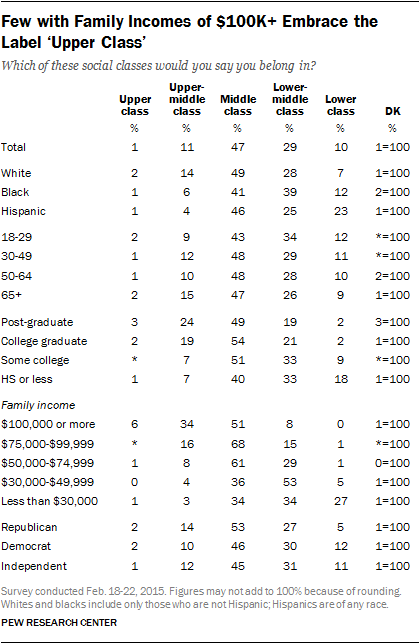 Few with Family Incomes of $100K+ Embrace the
Label ‘Upper Class’
Which of these social classes would you say you belong in?
Upper class Upper-middle class Middle class Lower-middle class Lower class DK
% % % % % %
Total 1 11 47 29 10 1=100
White 2 14 49 28 7 1=100
Black 1 6 41 39 12 2=100
Hispanic 1 4 46 25 23 1=100
18-29 2 9 43 34 12 *=100
30-49 1 12 48 29 11 *=100
50-64 1 10 48 28 10 2=100
65+ 2 15 47 26 9 1=100
Post-graduate 3 24 49 19 2 3=100
College graduate 2 19 54 21 2 1=100
Some college * 7 51 33 9 *=100
HS or less 1 7 40 33 18 1=100
Family income
$100,000 or more 6 34 51 8 0 1=100
$75,000-$99,999 * 16 68 15 1 *=100
$50,000-$74,999 1 8 61 29 1 0=100
$30,000-$49,999 0 4 36 53 5 1=100
Less than $30,000 1 3 34 34 27 1=100
Republican 2 14 53 27 5 1=100
Democrat 2 10 46 30 12 1=100
Independent 1 12 45 31 11 1=100
Survey conducted Feb. 18-22, 2015. Figures may not add to 100% because of rounding.
Whites and blacks include only those who are not Hispanic; Hispanics are of any race.
PEW RESEARCH CENTER